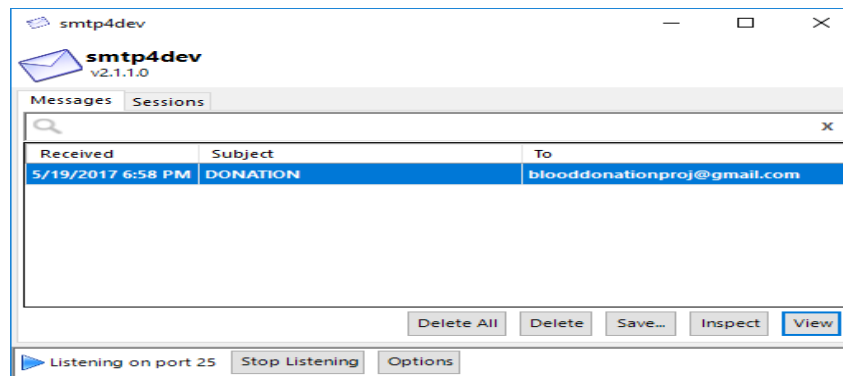 smtp4dev
smtp4dev
v2.1.1.0
Messages Sessions
x
Received Subject To
5/19/2017 6:58 PM DONATION blooddonationproj@gmail.com
Delete All Delete Save... Inspect View
Listening on port 25 Stop Listening Options